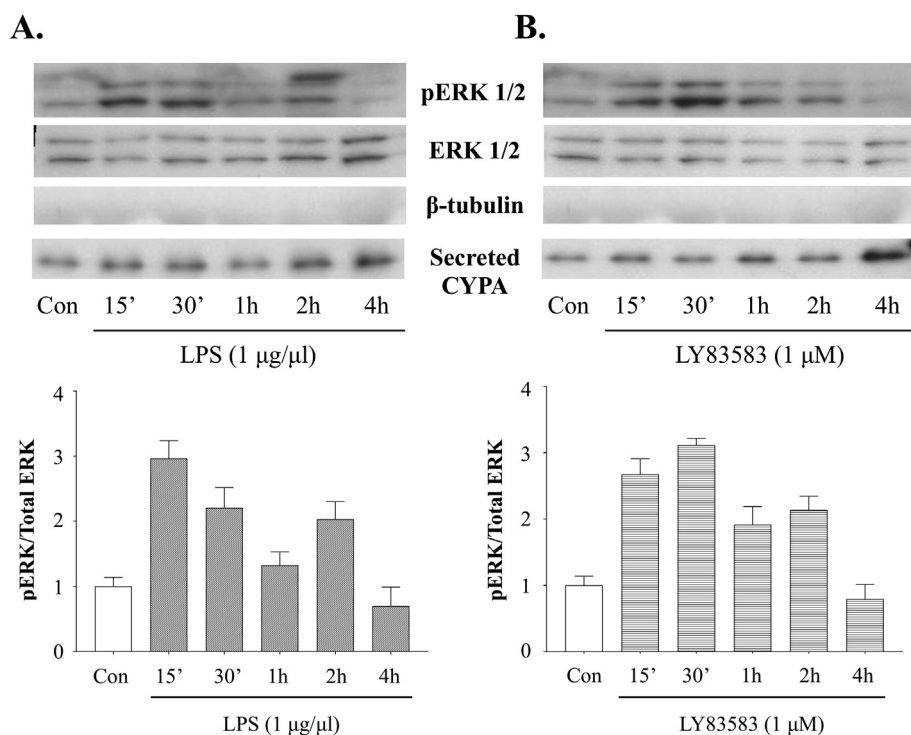 A.
B.
pERK 1/2
ERK 1/2
β-tubulin
Secreted
CYPA
Con 15’ 30’ 1h 2h 4h
LPS (1 μg/μl)
Con 15’ 30’ 1h 2h 4h
LY83583 (1 μM)
pERK/Total ERK
4
3
2
1
0
Con 15’ 30’ 1h 2h 4h
LPS (1 μg/μl)
pERK/Total ERK
4
3
2
1
0
Con 15’ 30’ 1h 2h 4h
LY83583 (1 μM)